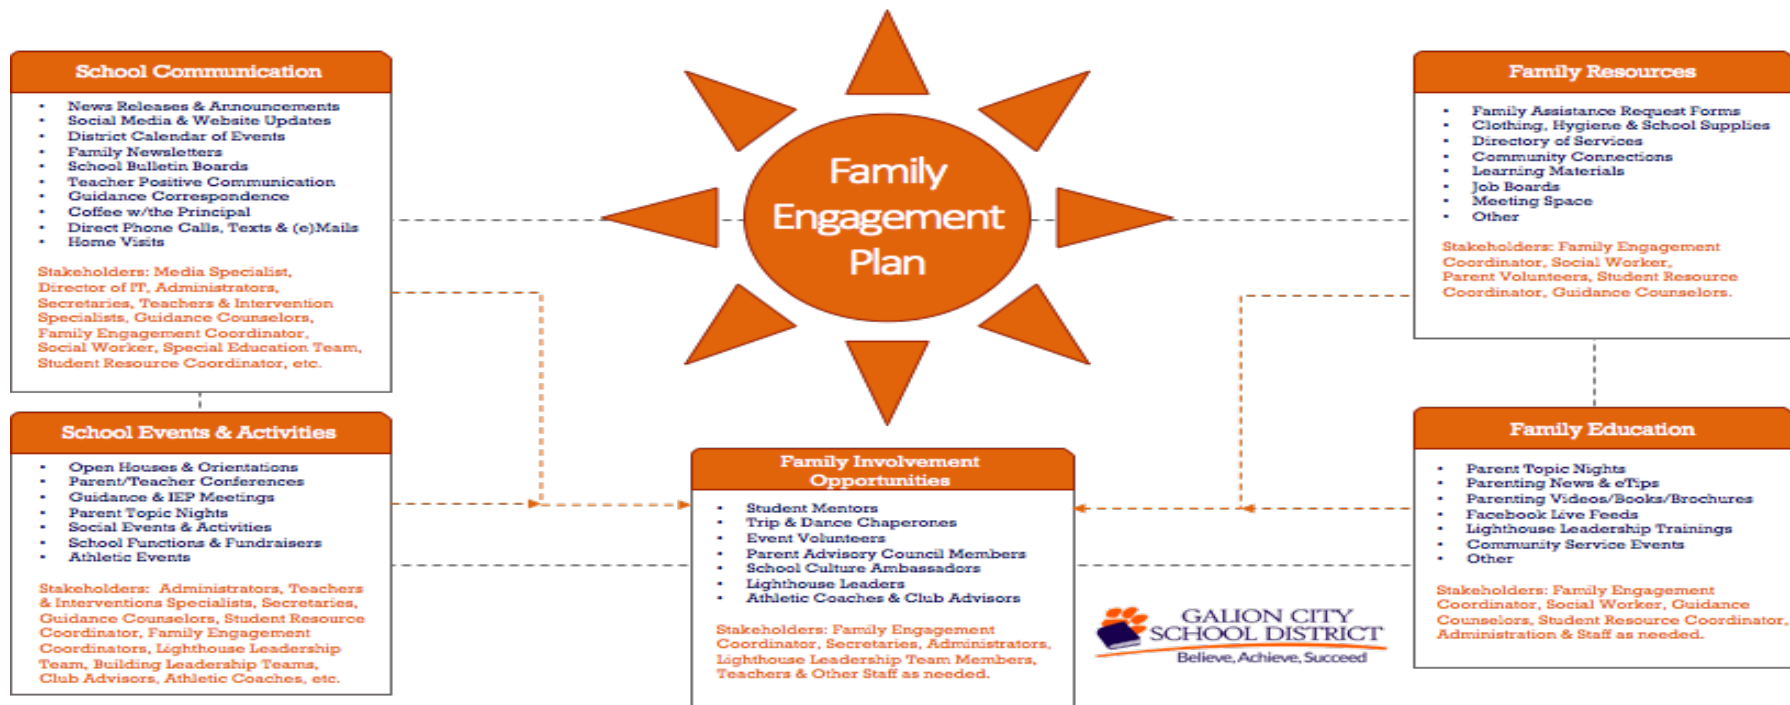 School Communication
• News Releases & Announcements
• Social Media & Website Updates
• District Calendar of Events
• Family Newsletters
• School Bulletin Boards
• Teacher Positive Communication
• Guidance Correspondence
• Coffee w/the Principal
• Direct Phone Calls, Texts & (e)Mails
• Home Visits
Stakeholders: Media Specialist,
Director of IT, Administrators,
Secretaries, Teachers & Intervention
Specialists, Guidance Counselors,
Family Engagement Coordinator,
Social Worker, Special Education Team,
Student Resource Coordinator, etc.
School Events & Activities
• Open Houses & Orientations
• Parent/Teacher Conferences
• Guidance & IEP Meetings
• Parent Topic Nights
• Social Events & Activities
• School Functions & Fundraisers
• Athletic Events
Stakeholders: Administrators, Teachers
& Interventions Specialists, Secretaries,
Guidance Counselors, Student Resource
Coordinator, Family Engagement
Coordinators, Lighthouse Leadership
Team, Building Leadership Teams,
Club Advisors, Athletic Coaches, etc.
Family
Engagement
Plan
Family Involvement
Opportunities
• Student Mentors
• Trip & Dance Chaperones
• Event Volunteers
• Parent Advisory Council Members
• School Culture Ambassadors
• Lighthouse Leaders
• Athletic Coaches & Club Advisors
Stakeholders: Family Engagement
Coordinator, Secretaries, Administrators,
Lighthouse Leadership Team Members,
Teachers & Other Staff as needed.
GALION CITY
SCHOOL DISTRICT
Believe, Achieve, Succeed
Family Resources
• Family Assistance Request Forms
• Clothing, Hygiene & School Supplies
• Directory of Services
• Community Connections
• Learning Materials
• Job Boards
• Meeting Space
• Other
Stakeholders: Family Engagement
Coordinator, Social Worker,
Parent Volunteers, Student Resource
Coordinator, Guidance Counselors.
Family Education
• Parent Topic Nights
• Parenting News & eTips
• Parenting Videos/Books/Brochures
• Facebook Live Feeds
• Lighthouse Leadership Trainings
• Community Service Events
• Other
Stakeholders: Family Engagement
Coordinator, Social Worker, Guidance
Counselors, Student Resource Coordinator,
Administration & Staff as needed.